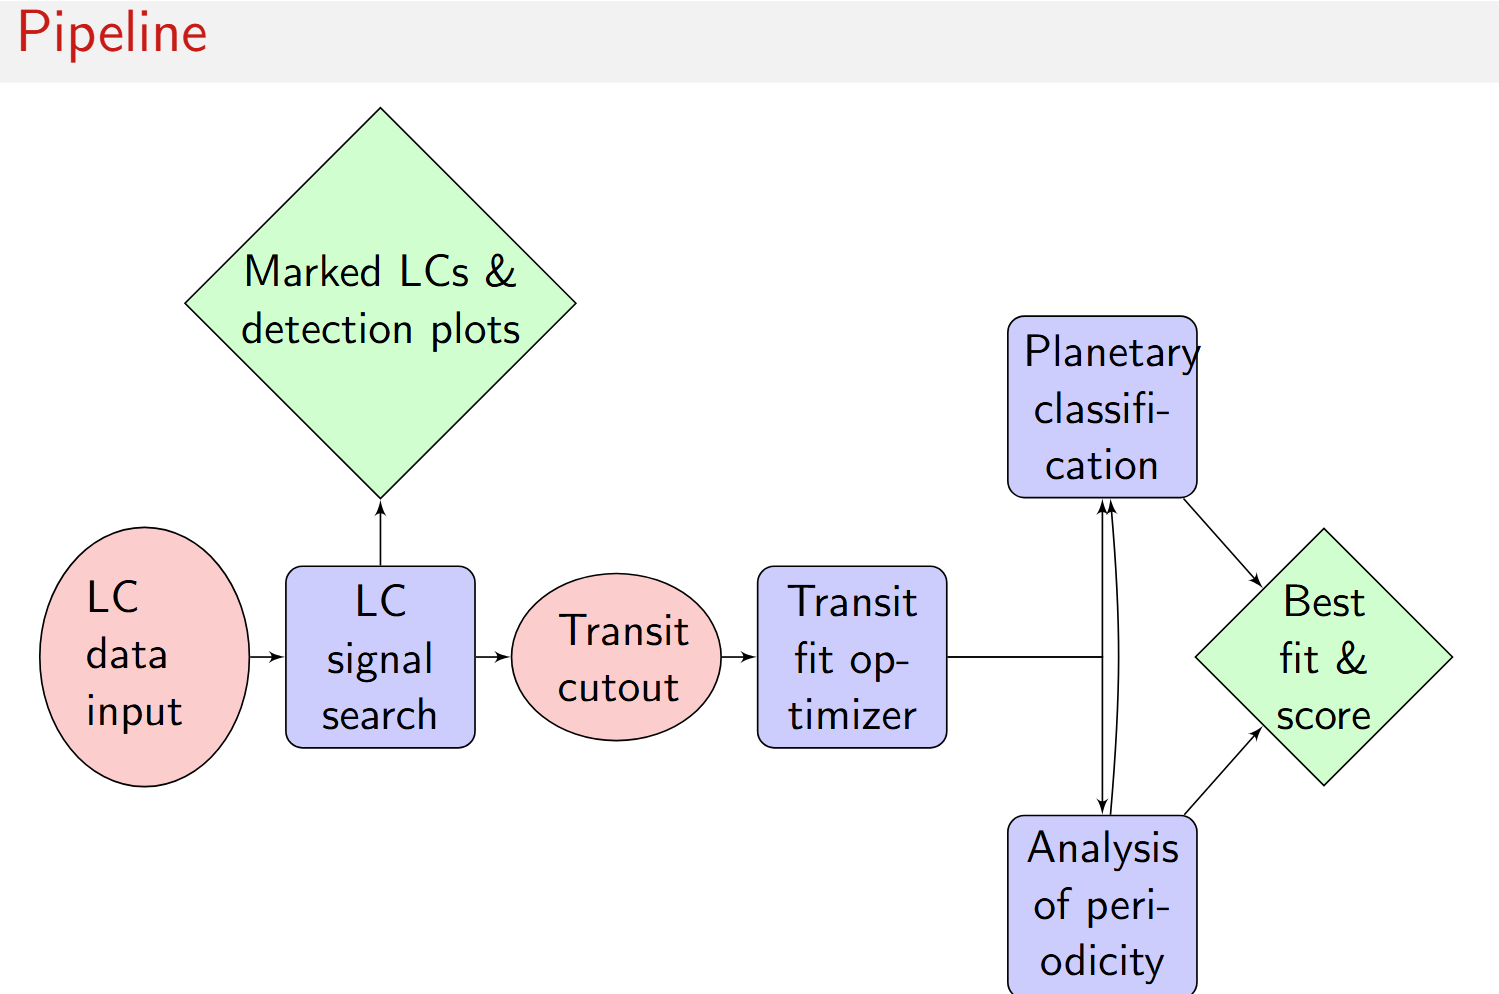 Pipeline
Marked LCs &
detection plots
LC
data
input
LC
signal
search
Transit
cutout
Transit
fit op-
timizer
Planetary
classifi-
cation
Analysis
of peri-
odicity
Best
fit &
score